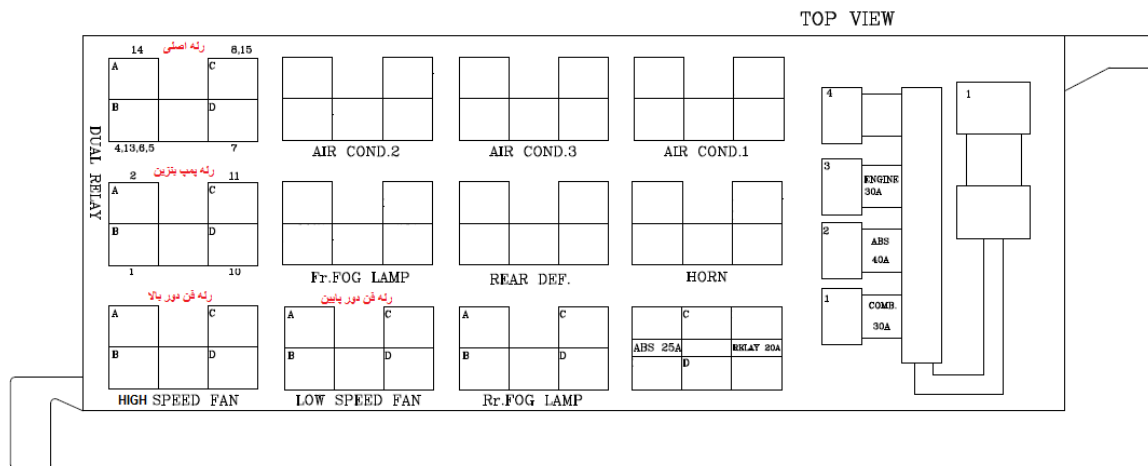 TOP VIEW
14 رله اصلی 8,15
A C
B D
4,13,6,5 7
DUAL RELAY
AIR COND.2
AIR COND.3
AIR COND.1
رله پمپ بنزین
2 11
A C
B D
1 10
Fr.FOG LAMP
REAR DEF.
HORN
رله فن دور بالا
A C
B D
HIGH SPEED FAN
رله فن دور پایین
A C
B D
LOW SPEED FAN
A C
B D
Rr.FOG LAMP
C
ABS 25A RELAY 20A
D
4
3 ENGINE
30A
2 ABS
40A
1 COMB.
30A
1